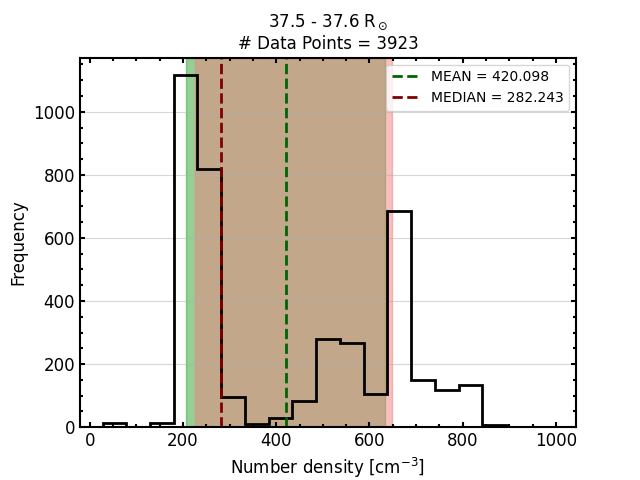 37.5 - 37.6 R⊙
# Data Points = 3923
MEAN = 420.098
MEDIAN = 282.243
1000
800
600
400
200
0
Frequency
0 200 400 600 800 1000
Number density [cm⁻³]